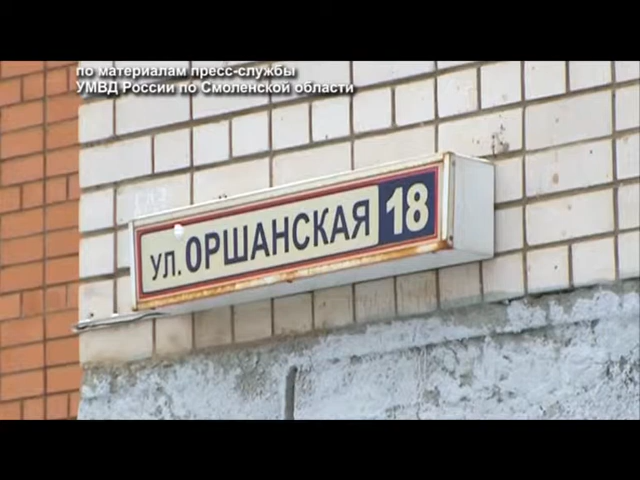 по материалам пресс-службы
УМВД России по Смоленской области
ул. ОРШАНСКАЯ 18